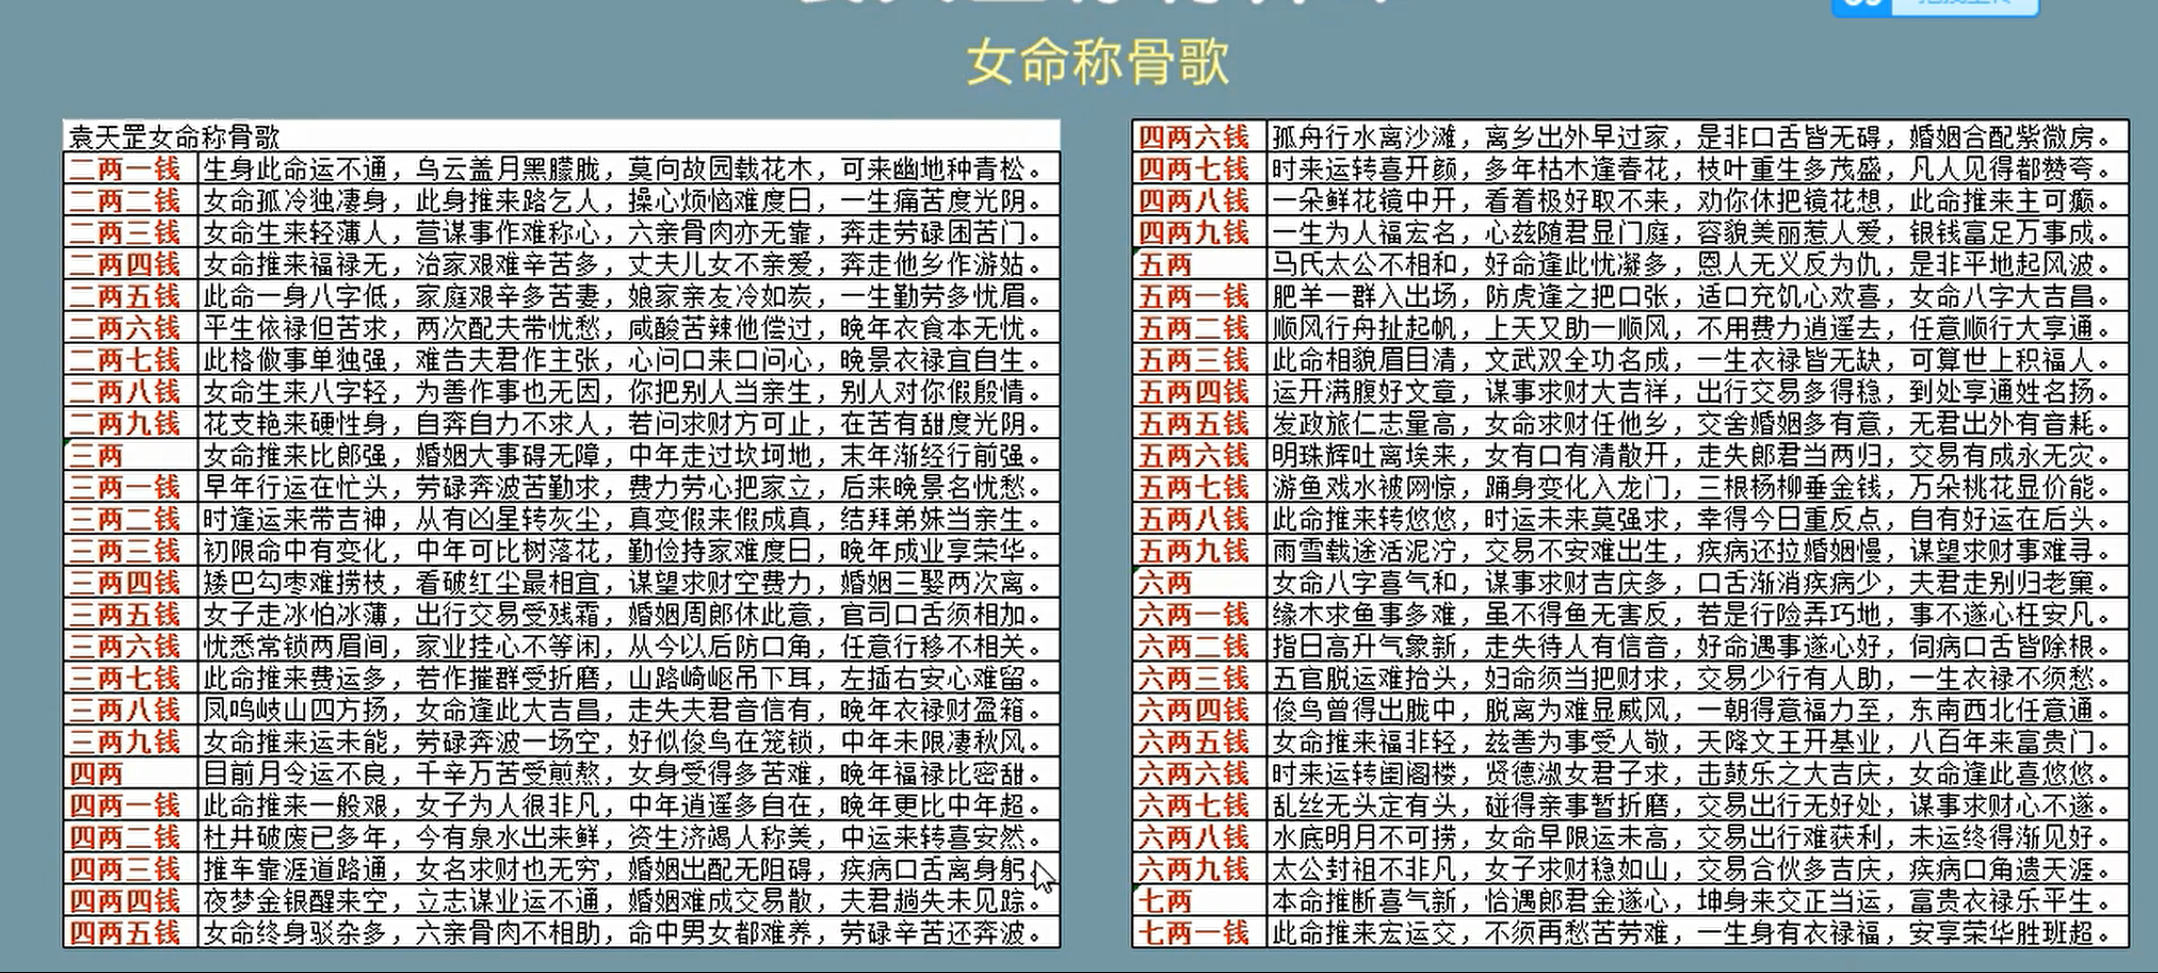 女命称骨歌
袁天罡女命称骨歌
二两一钱 生身此命运不通，乌云盖月黑朦胧，莫向故园载花木，可来幽地种青松。
二两二钱 女命孤冷独凄身，此身推来路乞人，操心烦恼难度日，一生痛苦度光阴。
二两三钱 女命生来轻薄人，营谋事作难称心，六亲骨肉亦无靠，奔走劳碌困苦门。
二两四钱 女命推来福禄无，治家艰难辛苦多，丈夫儿女不亲爱，奔走他乡作游姑。
二两五钱 此命一身八字低，家庭艰辛多苦妻，娘家亲友冷如炭，一生勤劳多忧眉。
二两六钱 平生依禄但苦求，两次配夫带忧愁，咸酸苦辣他偿过，晚年衣食本无忧。
二两七钱 此格做事单独强，难告夫君作主张，心问口来口问心，晚景衣禄宜自生。
二两八钱 女命生来八字轻，为善作事也无因，你把别人当亲生，别人对你假殷情。
二两九钱 花支艳来硬性身，自奔自力不求人，若问求财方可止，在苦有甜度光阴。
三两 女命推来比郎强，婚姻大事碍无障，中年走过坎坷地，末年渐经行前强。
三两一钱 早年行运在忙头，劳碌奔波苦勤求，费力劳心把家立，后来晚景名忧愁。
三两二钱 时逢运来带吉神，从有凶星转灰尘，真变假来假成真，结拜弟妹当亲生。
三两三钱 初限命中有变化，中年可比树落花，勤俭持家难度日，晚年成业享荣华。
三两四钱 矮巴勾枣难捞枝，看破红尘最相宜，谋望求财空费力，婚姻三娶两次离。
三两五钱 女子走冰怕冰薄，出行交易受残霜，婚姻周郎休此意，官司口舌须相加。
三两六钱 忧悉常锁两眉间，家业挂心不等闲，从今以后防口角，任意行移不相关。
三两七钱 此命推来费运多，若作摧群受折磨，山路崎岖吊下耳，左插右安心难留。
三两八钱 凤鸣岐山四方扬，女命逢此大吉昌，走失夫君音信有，晚年衣禄财盈箱。
三两九钱 女命推来运未能，劳碌奔波一场空，好似俊鸟在笼锁，中年未限凄秋风。
四两 目前月令运不良，千辛万苦受煎熬，女身受得多苦难，晚年福禄比密甜。
四两一钱 此命推来一般艰，女子为人很非凡，中年逍遥多自在，晚年更比中年超。
四两二钱 杜井破废已多年，今有泉水出来鲜，资生济竭人称美，中运来转喜安然。
四两三钱 推车靠涯道路通，女名求财也无穷，婚姻出配无阻碍，疾病口舌离身躬
四两四钱 夜梦金银醒来空，立志谋业运不通，婚姻难成交易散，夫君趟失未见踪。
四两五钱 女命终身驳杂多，六亲骨肉不相助，命中男女都难养，劳碌辛苦还奔波。
四两六钱 孤舟行水离沙滩，离乡出外早过家，是非口舌皆无碍，婚姻合配紫微房。
四两七钱 时来运转喜开颜，多年枯木逢春花，枝叶重生多茂盛，凡人见得都赞夸。
四两八钱 一朵鲜花镜中开，看着极好取不来，劝你休把镜花想，此命推来主可癫。
四两九钱 一生为人福宏名，心兹随君显门庭，容貌美丽惹人爱，银钱富足万事成。
五两 马氏太公不相和，好命逢此忧凝多，恩人无义反为仇，是非平地起风波。
五两一钱 肥羊一群入出场，防虎逢之把口张，适口充饥心欢喜，女命八字大吉昌。
五两二钱 顺风行舟扯起帆，上天又助一顺风，不用费力逍遥去，任意顺行大享通。
五两三钱 此命相貌眉目清，文武双全功名成，一生衣禄皆无缺，可算世上积福人。
五两四钱 运开满腹好文章，谋事求财大吉祥，出行交易多得稳，到处享通姓名扬。
五两五钱 发政旅仁志量高，女命求财任他乡，交舍婚姻多有意，无君出外有音耗。
五两六钱 明珠辉吐离埃来，女有口有清散开，走失郎君当两归，交易有成永无灾。
五两七钱 游鱼戏水被网惊，踊身变化入龙门，三根杨柳垂金钱，万朵桃花显价能。
五两八钱 此命推来转悠悠，时运未来莫强求，幸得今日重反点，自有好运在后头。
五两九钱 雨雪载途活泥泞，交易不安难出生，疾病还拉婚姻慢，谋望求财事难寻。
六两 女命八字喜气和，谋事求财吉庆多，口舌渐消疾病少，夫君走别归老窠。
六两一钱 缘木求鱼事多难，虽不得鱼无害反，若是行险弄巧地，事不遂心枉安凡。
六两二钱 指日高升气象新，走失待人有信音，好命遇事遂心好，伺病口舌皆除根。
六两三钱 五官脱运难抬头，妇命须当把财求，交易少行有人助，一生衣禄不须愁。
六两四钱 俊鸟曾得出胧中，脱离为难显威风，一朝得意福力至，东南西北任意通。
六两五钱 女命推来福非轻，兹善为事受人敬，天降文王开基业，八百年来富贵门。
六两六钱 时来运转闺阁楼，贤德淑女君子求，击鼓乐之大吉庆，女命逢此喜悠悠。
六两七钱 乱丝无头定有头，碰得亲事暂折磨，交易出行无好处，谋事求财心不遂。
六两八钱 水底明月不可捞，女命早限运未高，交易出行难获利，未运终得渐见好。
六两九钱 太公封祖不非凡，女子求财稳如山，交易合伙多吉庆，疾病口角遗天涯。
七两 本命推断喜气新，恰遇郎君金遂心，坤身来交正当运，富贵衣禄乐平生。
七两一钱 此命推来宏运交，不须再愁苦劳难，一生身有衣禄福，安享荣华胜班超。